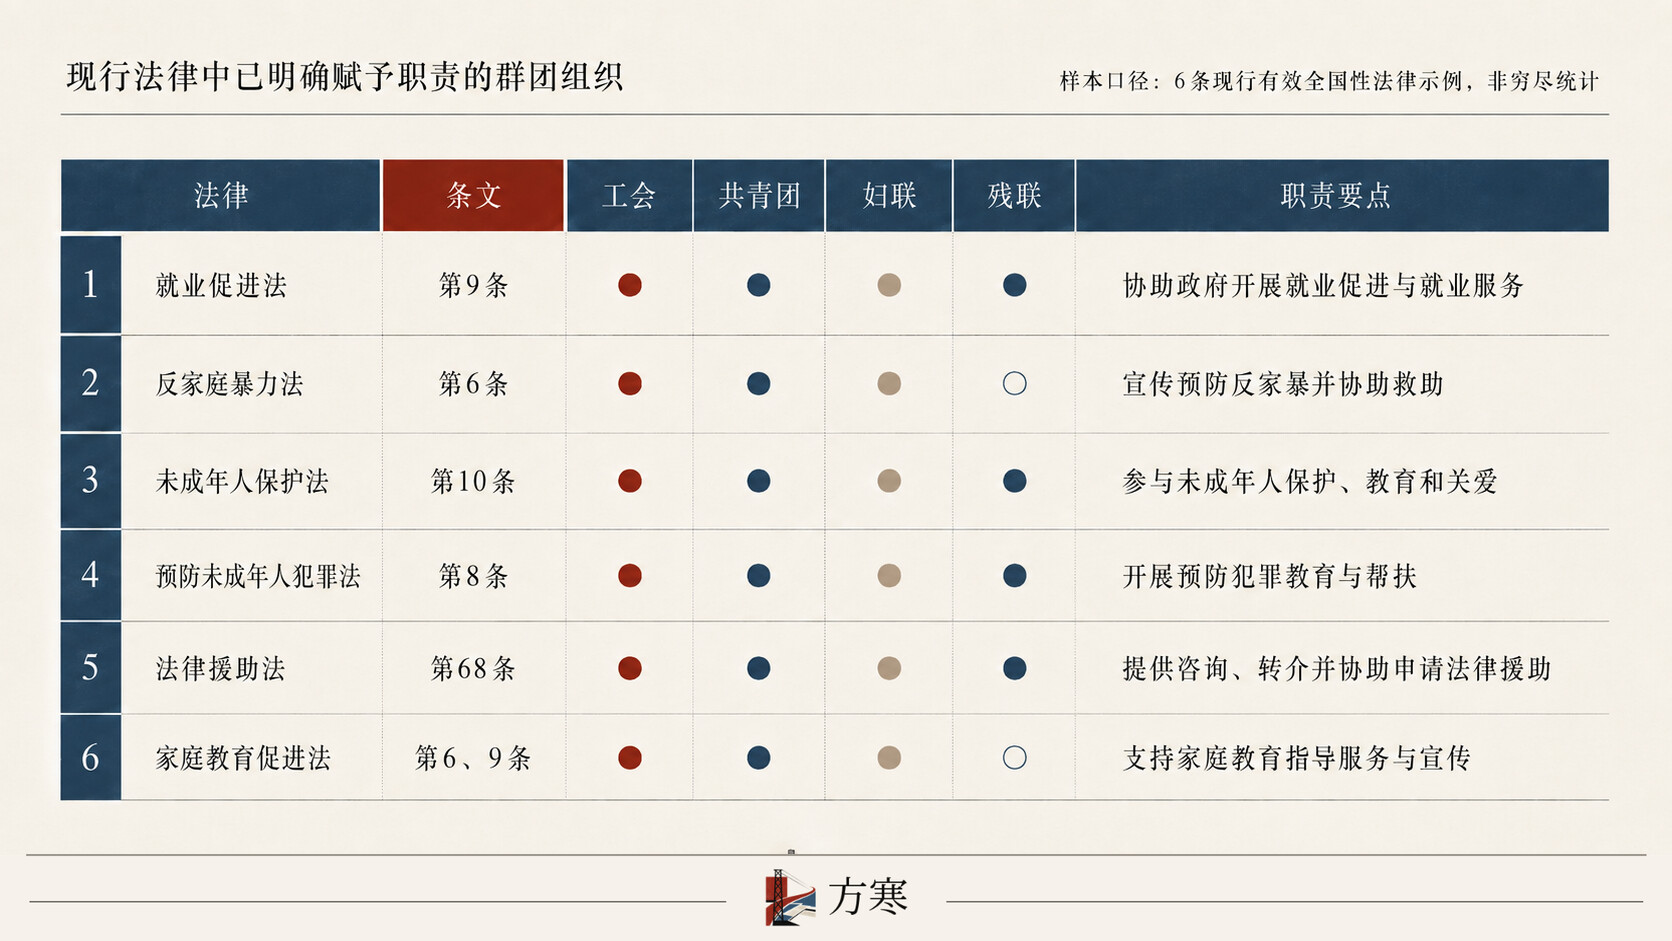 现行法律中已明确赋予职责的群团组织
样本口径：6条现行有效全国性法律示例，非穷尽统计
法律 条文 工会 共青团 妇联 残联 职责要点
1 就业促进法 第9条 协助政府开展就业促进与就业服务
2 反家庭暴力法 第6条 宣传预防反家暴并协助救助
3 未成年人保护法 第10条 参与未成年人保护、教育和关爱
4 预防未成年人犯罪法 第8条 开展预防犯罪教育与帮扶
5 法律援助法 第68条 提供咨询、转介并协助申请法律援助
6 家庭教育促进法 第6、9条 支持家庭教育指导服务与宣传
方寒